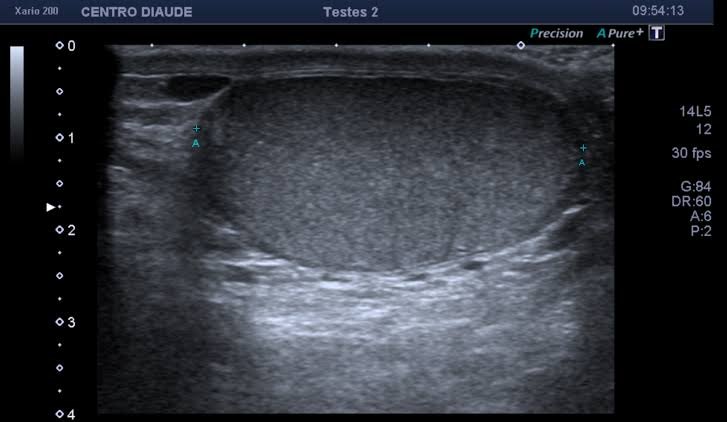 Xario 200 CENTRO DIAUDE Testes 2 09:54:13
Precision A Pure+ T
0
1
2
3
4
A
A
14L5
12
30 fps
G:84
DR:60
A:6
P:2